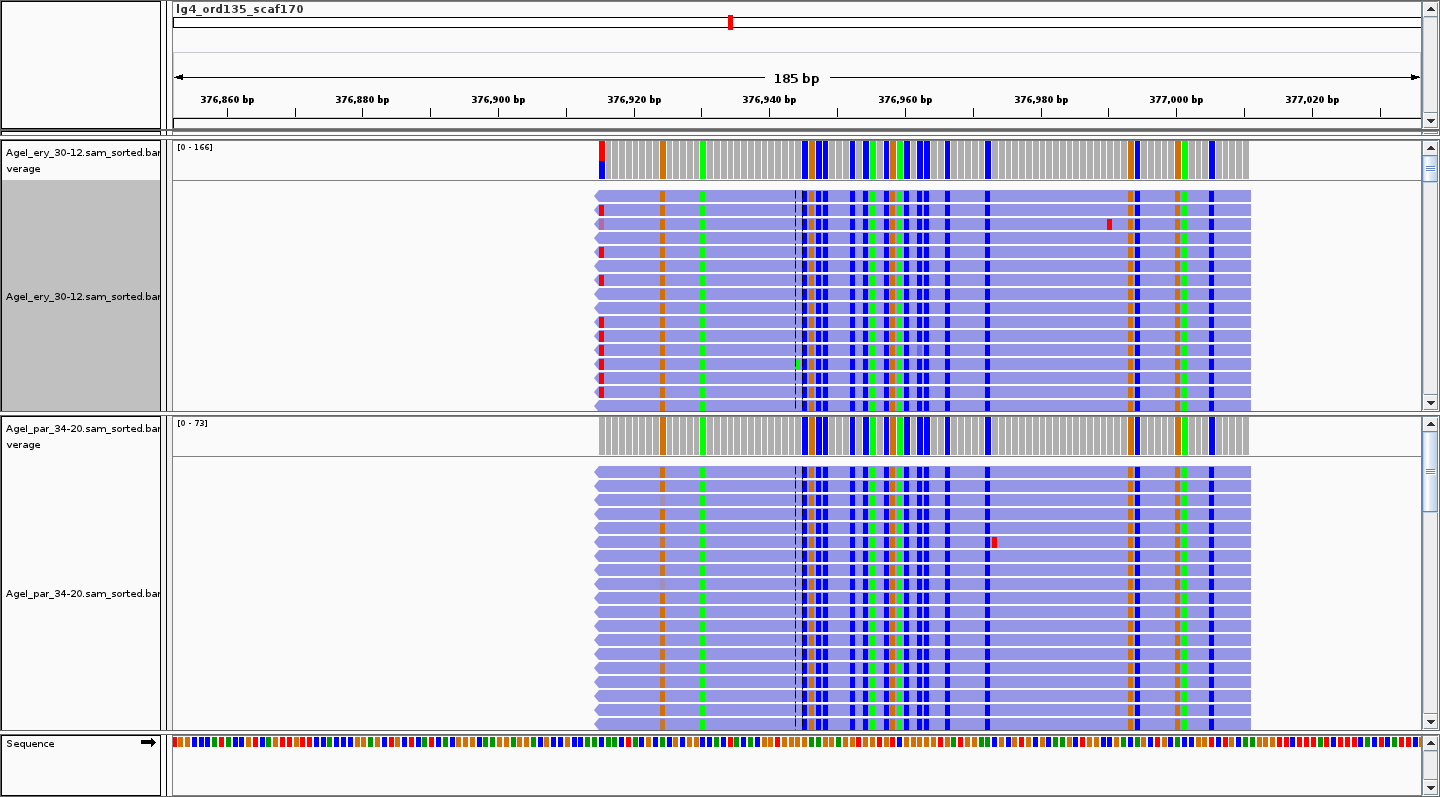 lg4_ord135_scaf170
185 bp
376,860 bp 376,880 bp 376,900 bp 376,920 bp 376,940 bp 376,960 bp 376,980 bp 377,000 bp 377,020 bp
Agel_ery_30-12.sam_sorted.bar
verage
[0 - 166]
Agel_ery_30-12.sam_sorted.bar
Agel_par_34-20.sam_sorted.bar
verage
[0 - 73]
Agel_par_34-20.sam_sorted.bar
Sequence